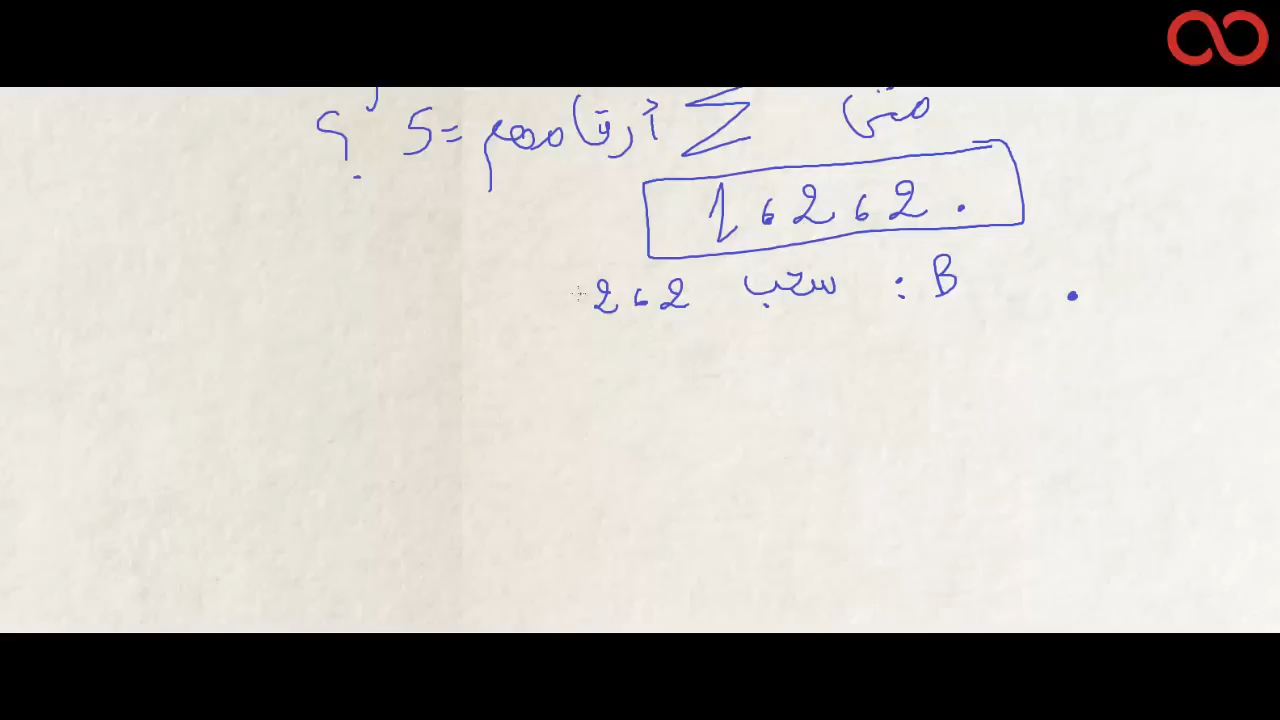 متى ∑ أرقامهم = 5 ؟
. 2 ، 2 ، 1
. B : سحب 2 ، 2